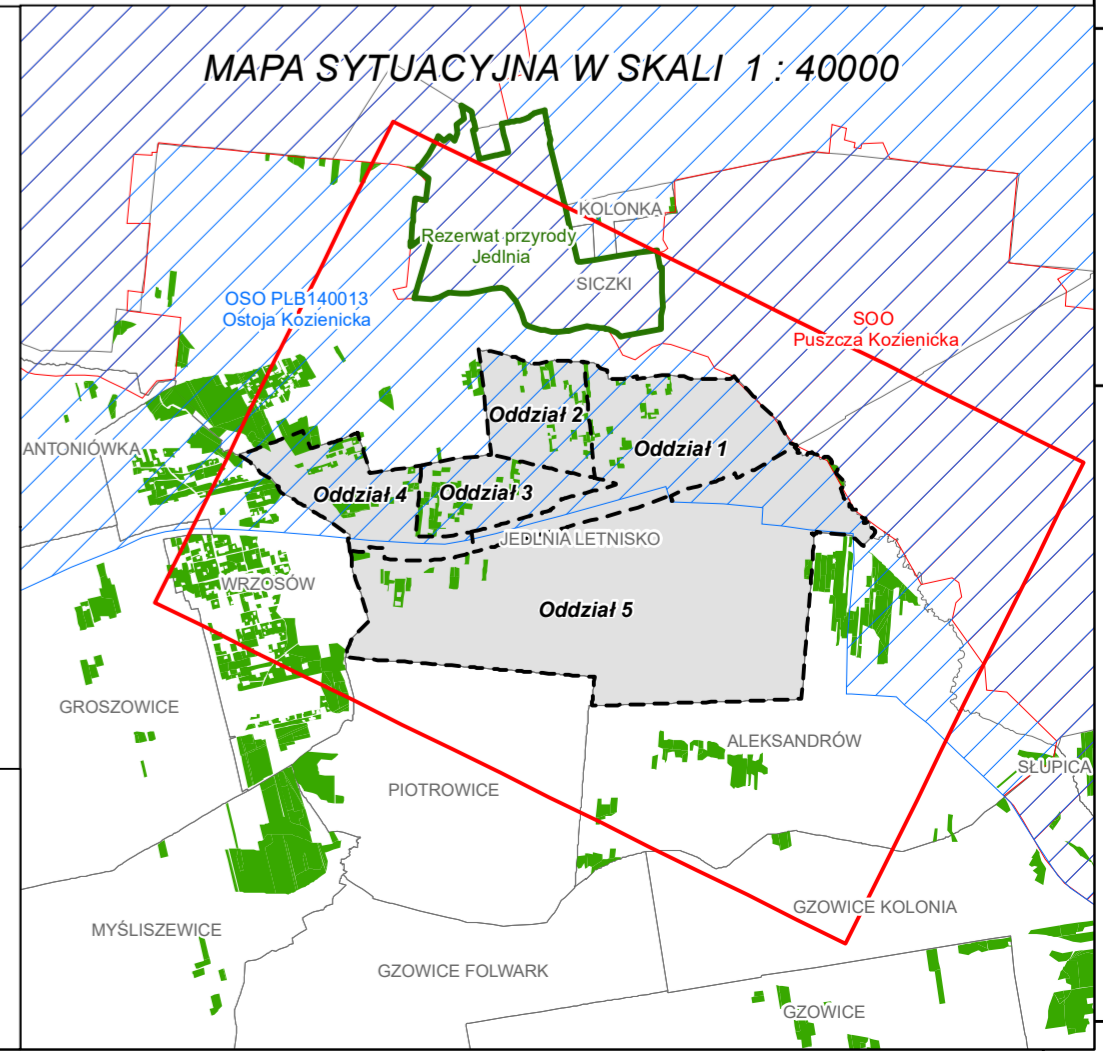 MAPA SYTUACYJNA W SKALI 1 : 40000
KOLONKA
Rezerwat przyrody
Jedlnia
SICZKI
OSO PLB140013
Ostoja Kozienicka
SOO
Puszcza Kozienicka
Oddział 2
Oddział 1
ANTONIÓWKA
Oddział 4
Oddział 3
JEDLNIA LETNISKO
WRZOSÓW
Oddział 5
GROSZOWICE
ALEKSANDRÓW
SŁUPICA
PIOTROWICE
GZOWICE KOLONIA
MYŚLISZEWICE
GZOWICE FOLWARK
GZOWICE